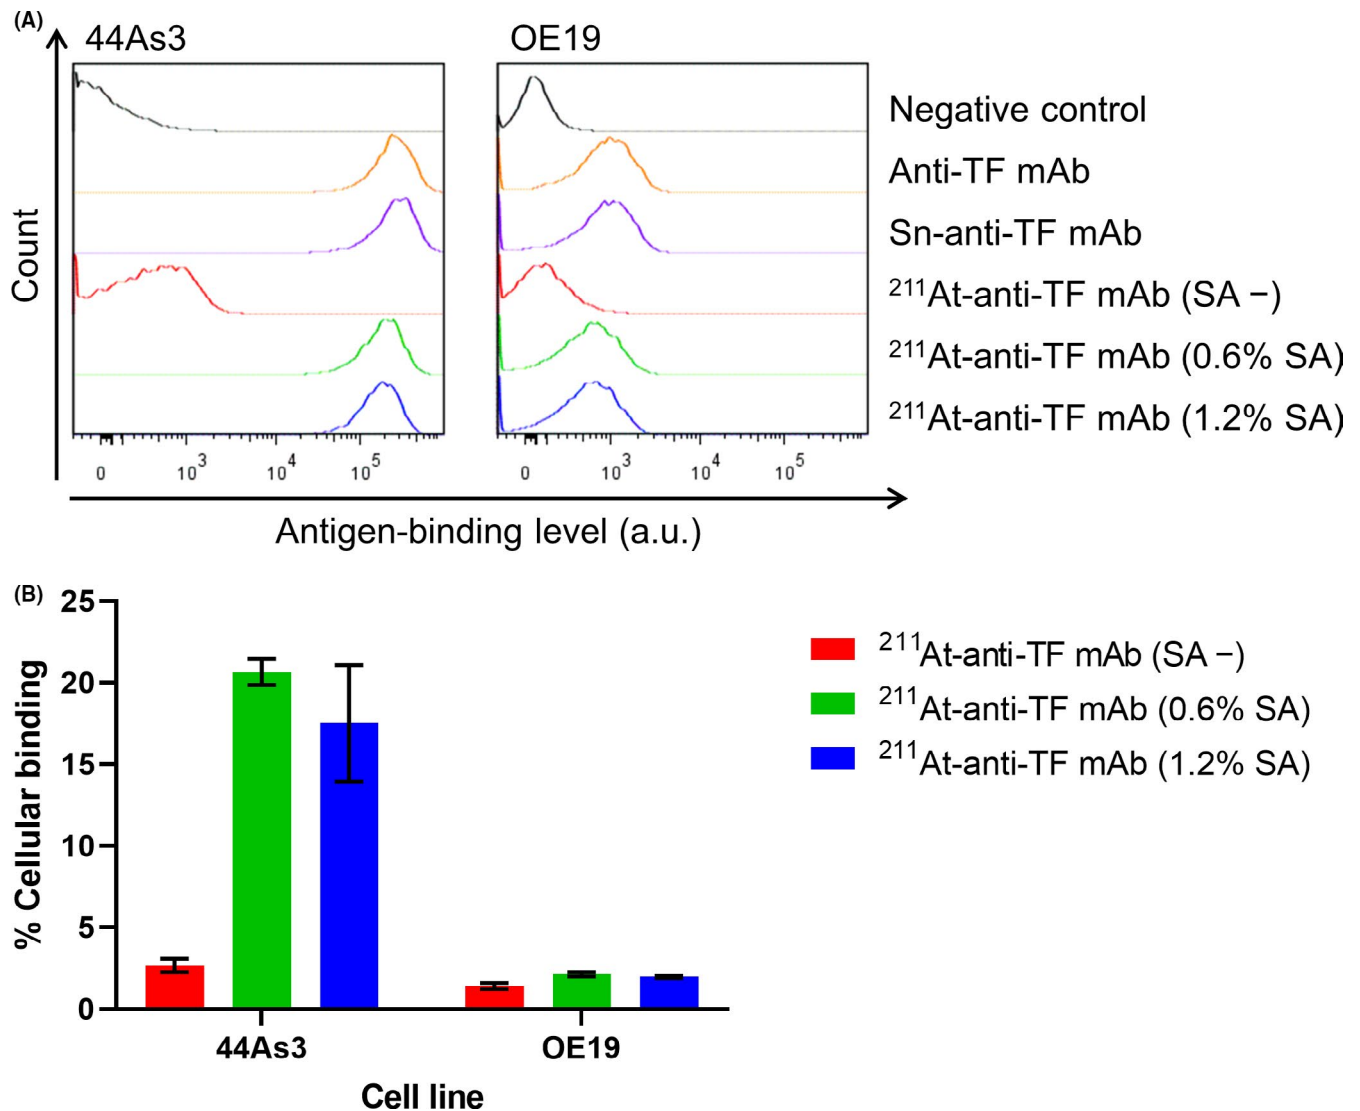 (A)
44As3
OE19
Count
Negative control
Anti-TF mAb
Sn-anti-TF mAb
²¹¹At-anti-TF mAb (SA −)
²¹¹At-anti-TF mAb (0.6% SA)
²¹¹At-anti-TF mAb (1.2% SA)
0 10³ 10⁴ 10⁵
0 10³ 10⁴ 10⁵
Antigen-binding level (a.u.)
(B)
% Cellular binding
25
20
15
10
5
0
44As3
OE19
Cell line
²¹¹At-anti-TF mAb (SA −)
²¹¹At-anti-TF mAb (0.6% SA)
²¹¹At-anti-TF mAb (1.2% SA)